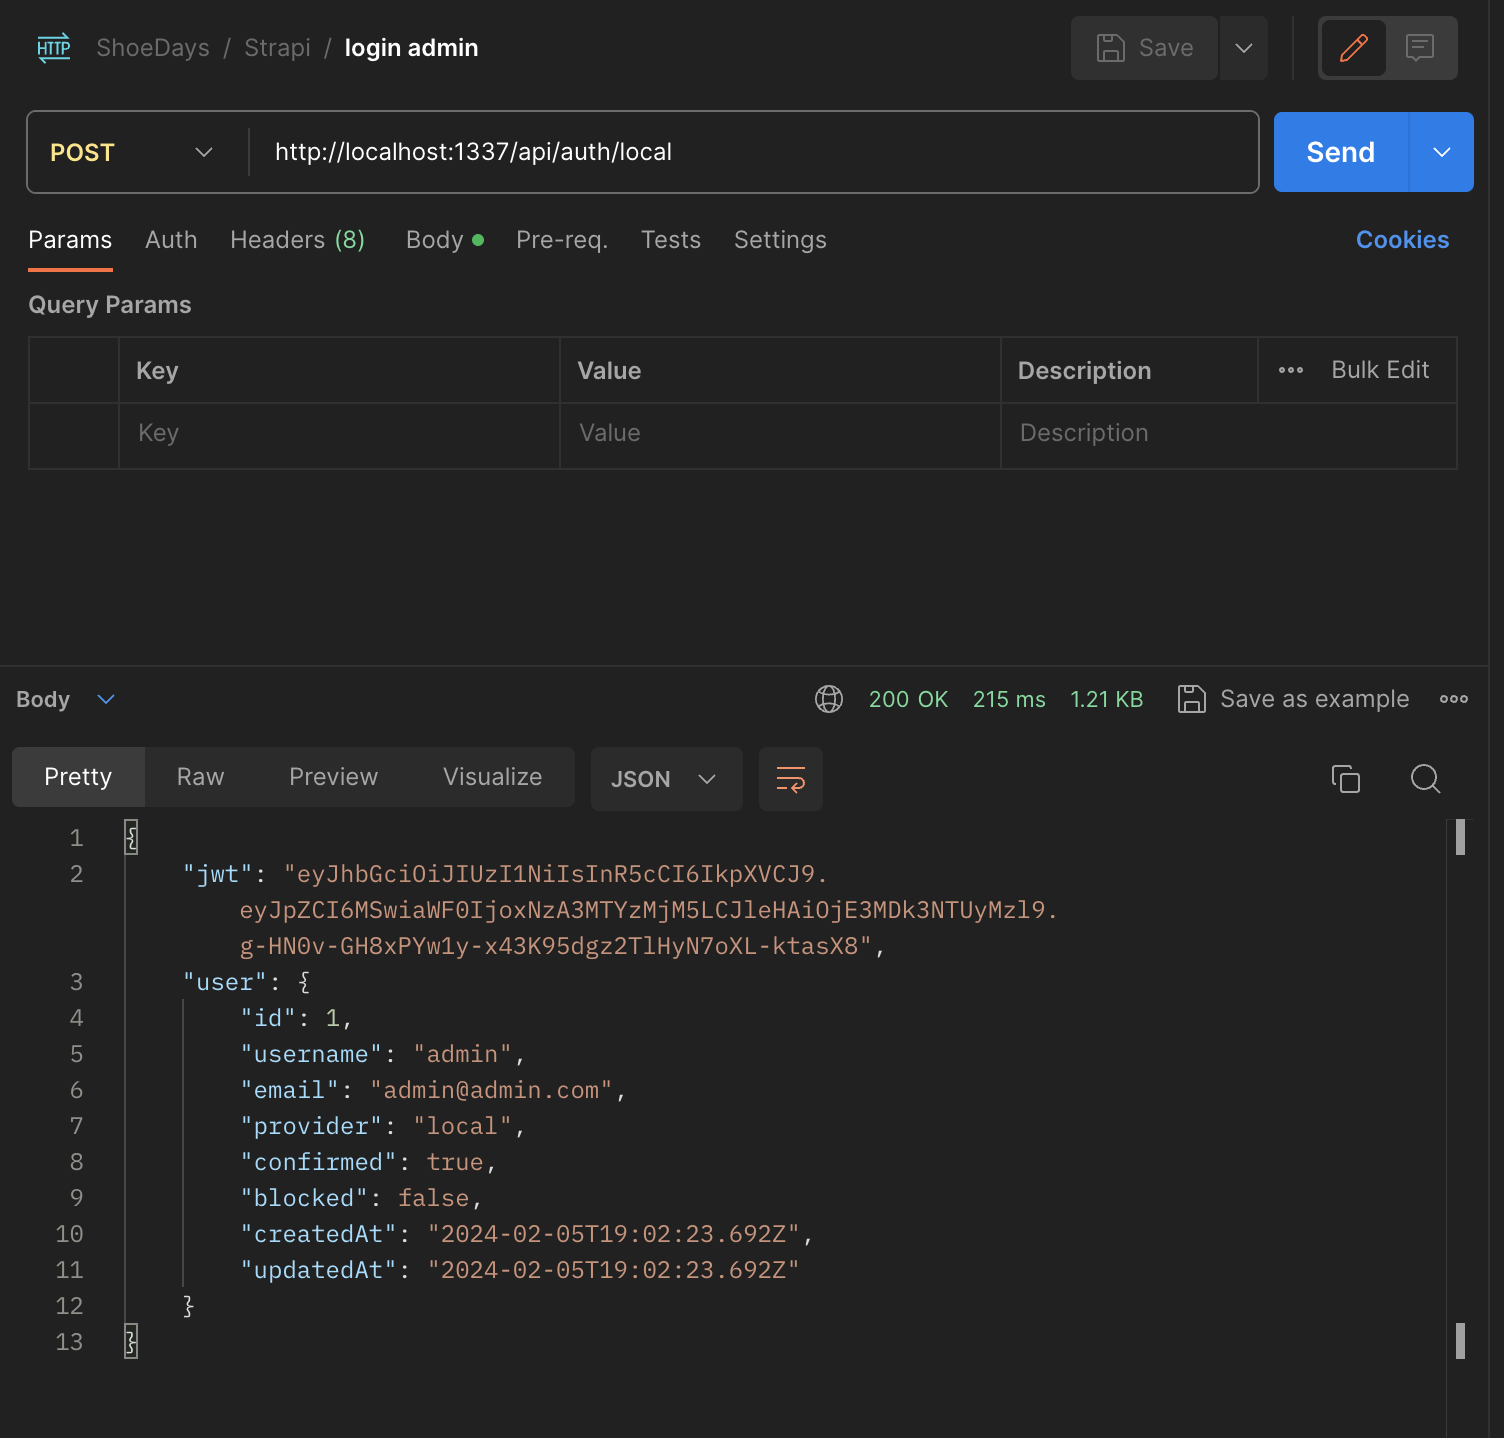 HTTP ShoeDays / Strapi / login admin Save
POST http://localhost:1337/api/auth/local Send
Params Auth Headers (8) Body Pre-req. Tests Settings Cookies
Query Params
Key Value Description Bulk Edit
Key Value Description
Body 200 OK 215 ms 1.21 KB Save as example
Pretty Raw Preview Visualize JSON
1 {
2 "jwt": "eyJhbGciOiJIUzI1NiIsInR5cCI6IkpXVCJ9.
eyJpZCI6MSwiaWF0IjoxNzA3MTYzMjM5LCJleHAiOjE3MDk3NTUyMzl9.
g-HN0v-GH8xPYw1y-x43K95dgz2TlHyN7oXL-ktasX8",
3 "user": {
4 "id": 1,
5 "username": "admin",
6 "email": "admin@admin.com",
7 "provider": "local",
8 "confirmed": true,
9 "blocked": false,
10 "createdAt": "2024-02-05T19:02:23.692Z",
11 "updatedAt": "2024-02-05T19:02:23.692Z"
12 }
13 }